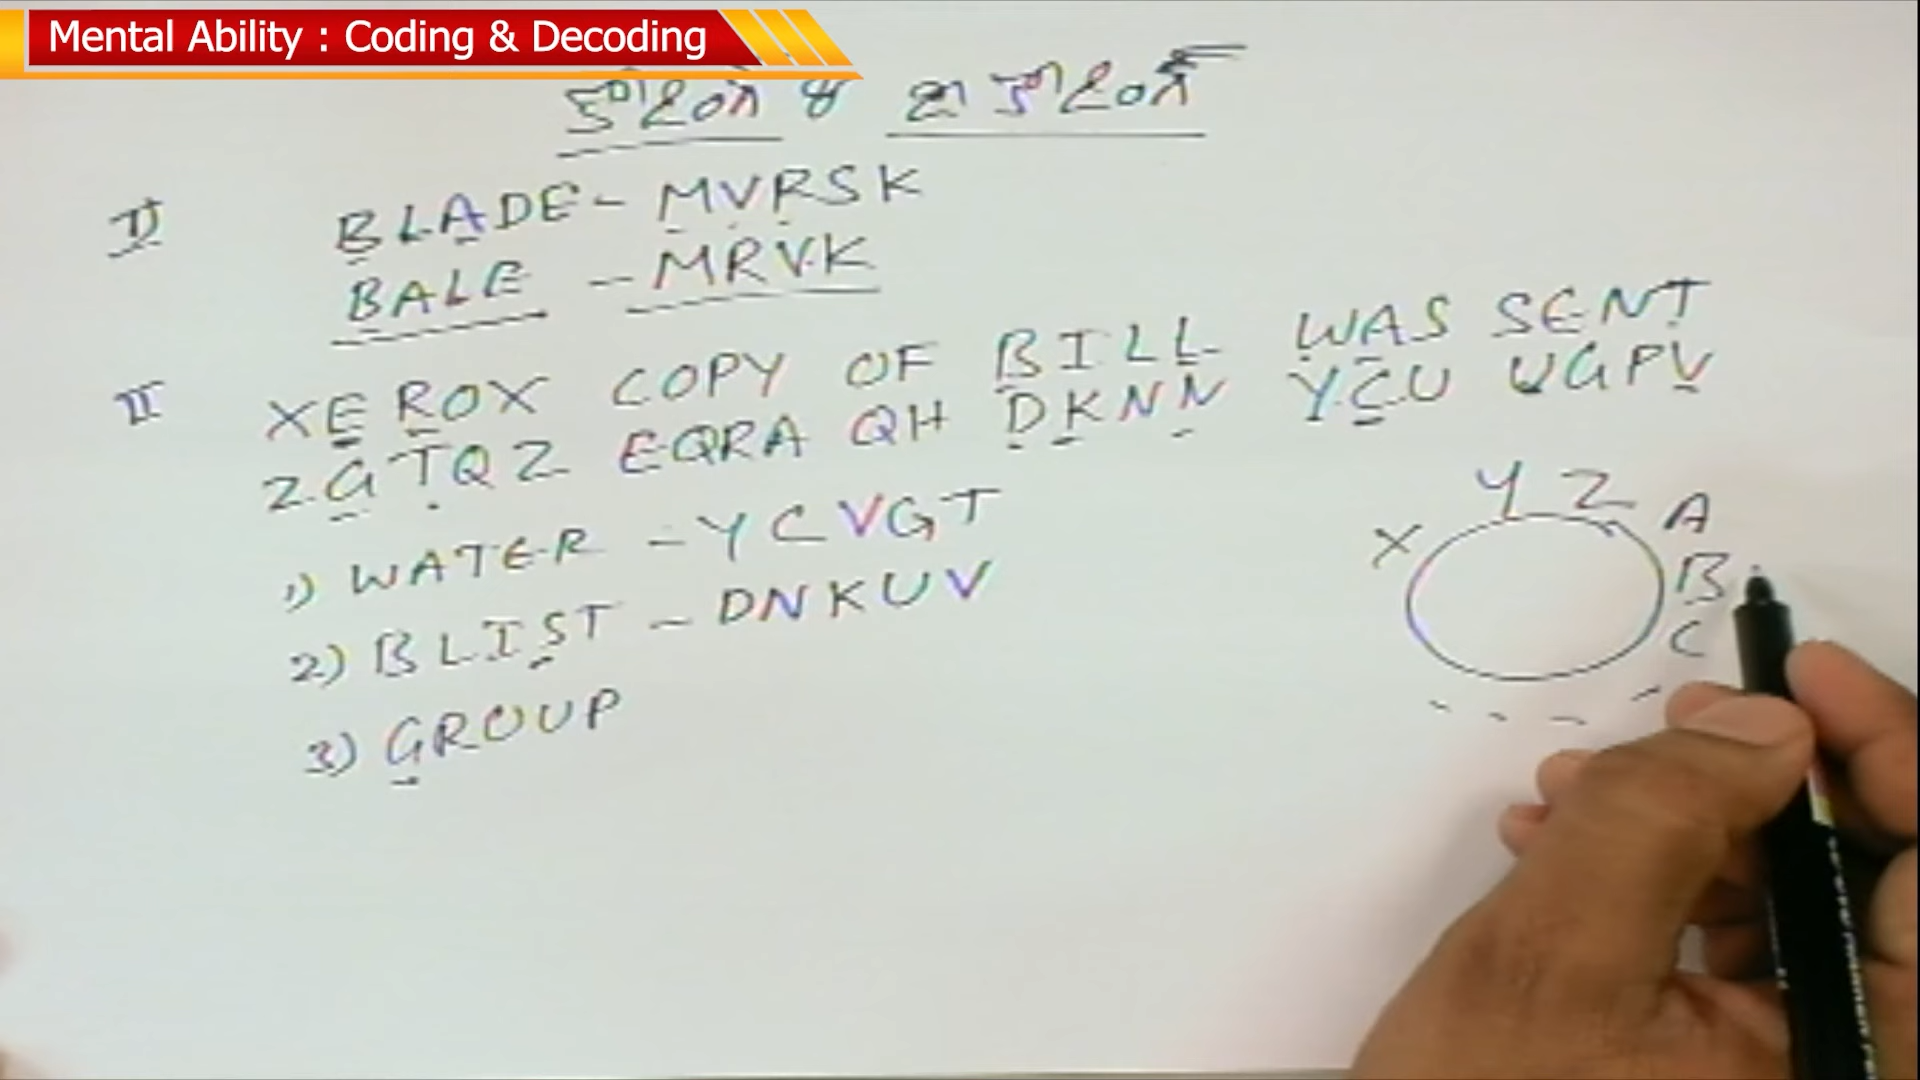 Mental Ability : Coding & Decoding
కోడింగ్ & డీకోడింగ్
I BLADE - MVRSK
BALE - MRVK
II XEROX COPY OF BILL WAS SENT
ZGTQZ EQRA QH DKNN YCU UGPV
1) WATER - YCVGT
2) BLIST - DNKUV
3) GROUP
X Y Z A
B
C